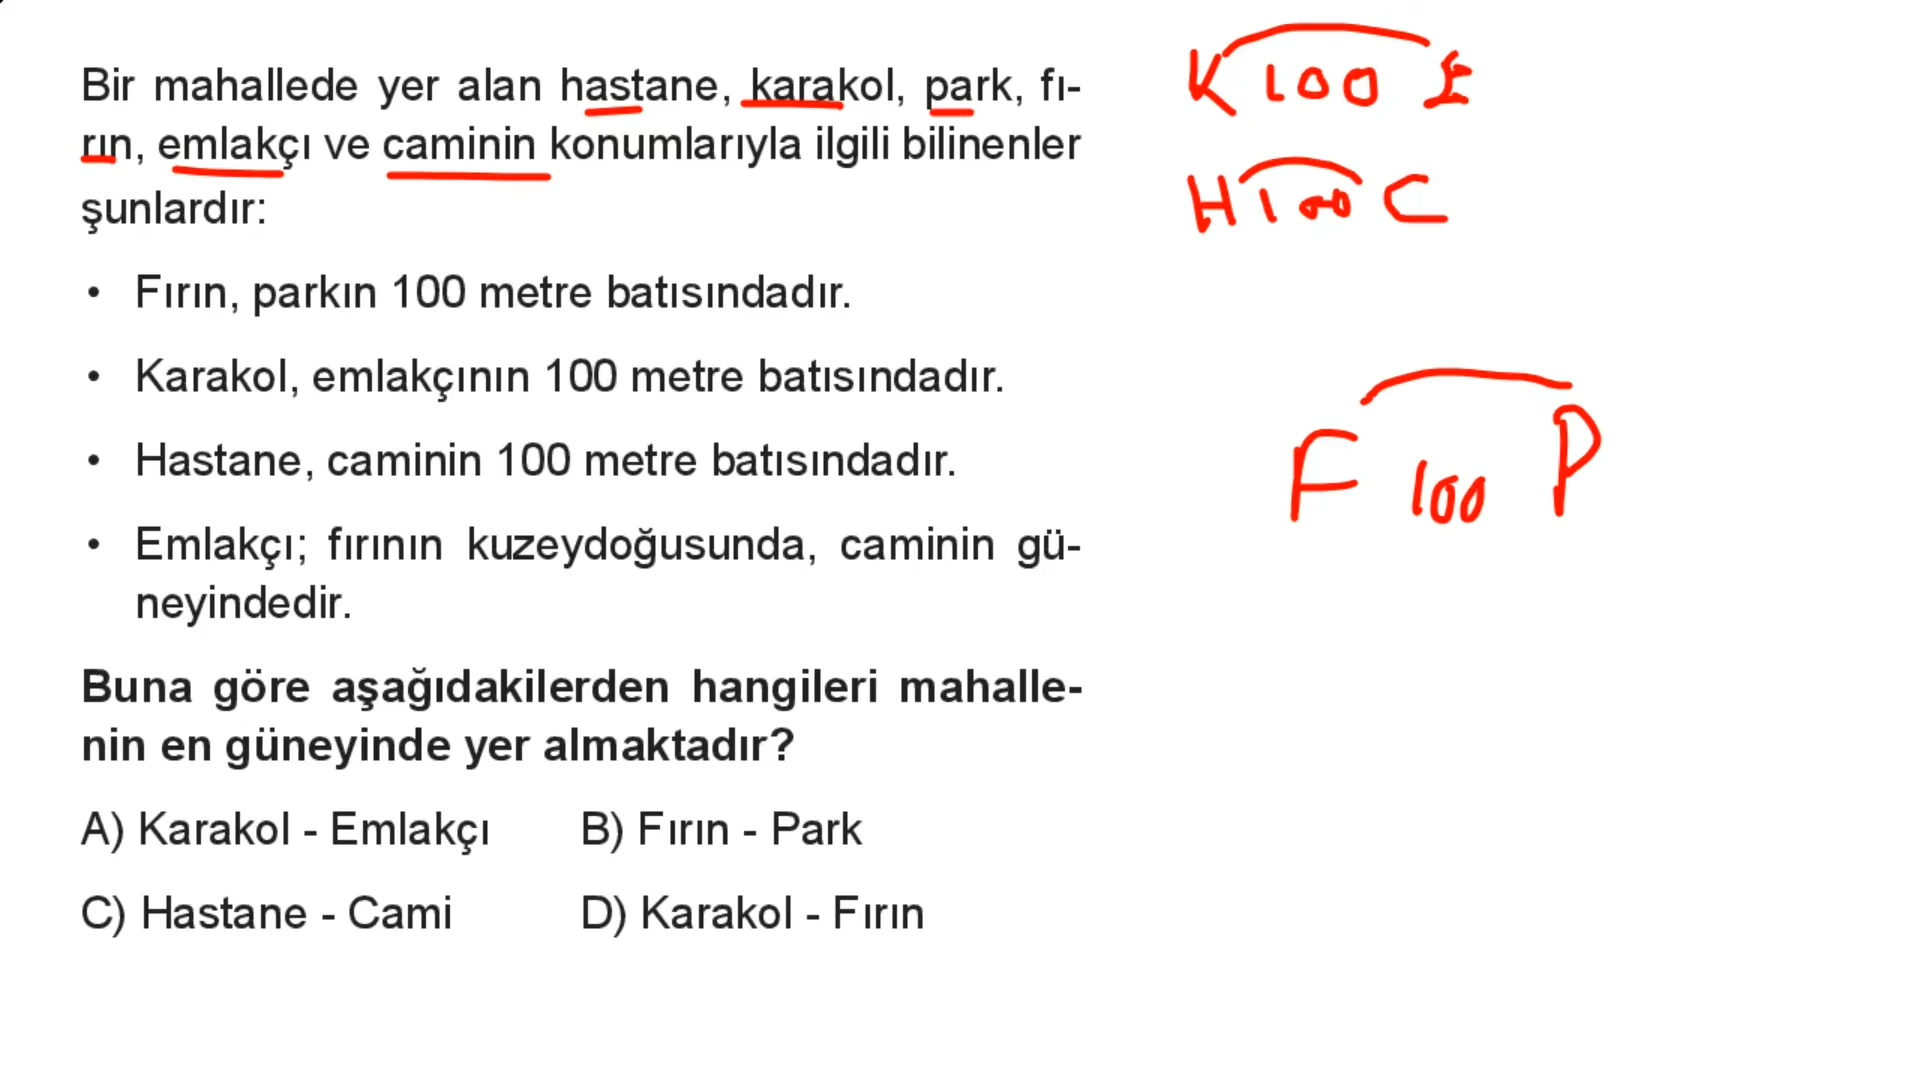 Bir mahallede yer alan hastane, karakol, park, fı-
rın, emlakçı ve caminin konumlarıyla ilgili bilinenler
şunlardır:
• Fırın, parkın 100 metre batısındadır.
• Karakol, emlakçının 100 metre batısındadır.
• Hastane, caminin 100 metre batısındadır.
• Emlakçı; fırının kuzeydoğusunda, caminin gü-
neyindedir.
Buna göre aşağıdakilerden hangileri mahalle-
nin en güneyinde yer almaktadır?
A) Karakol - Emlakçı B) Fırın - Park
C) Hastane - Cami D) Karakol - Fırın
K 100 E
H 100 C
F 100 P